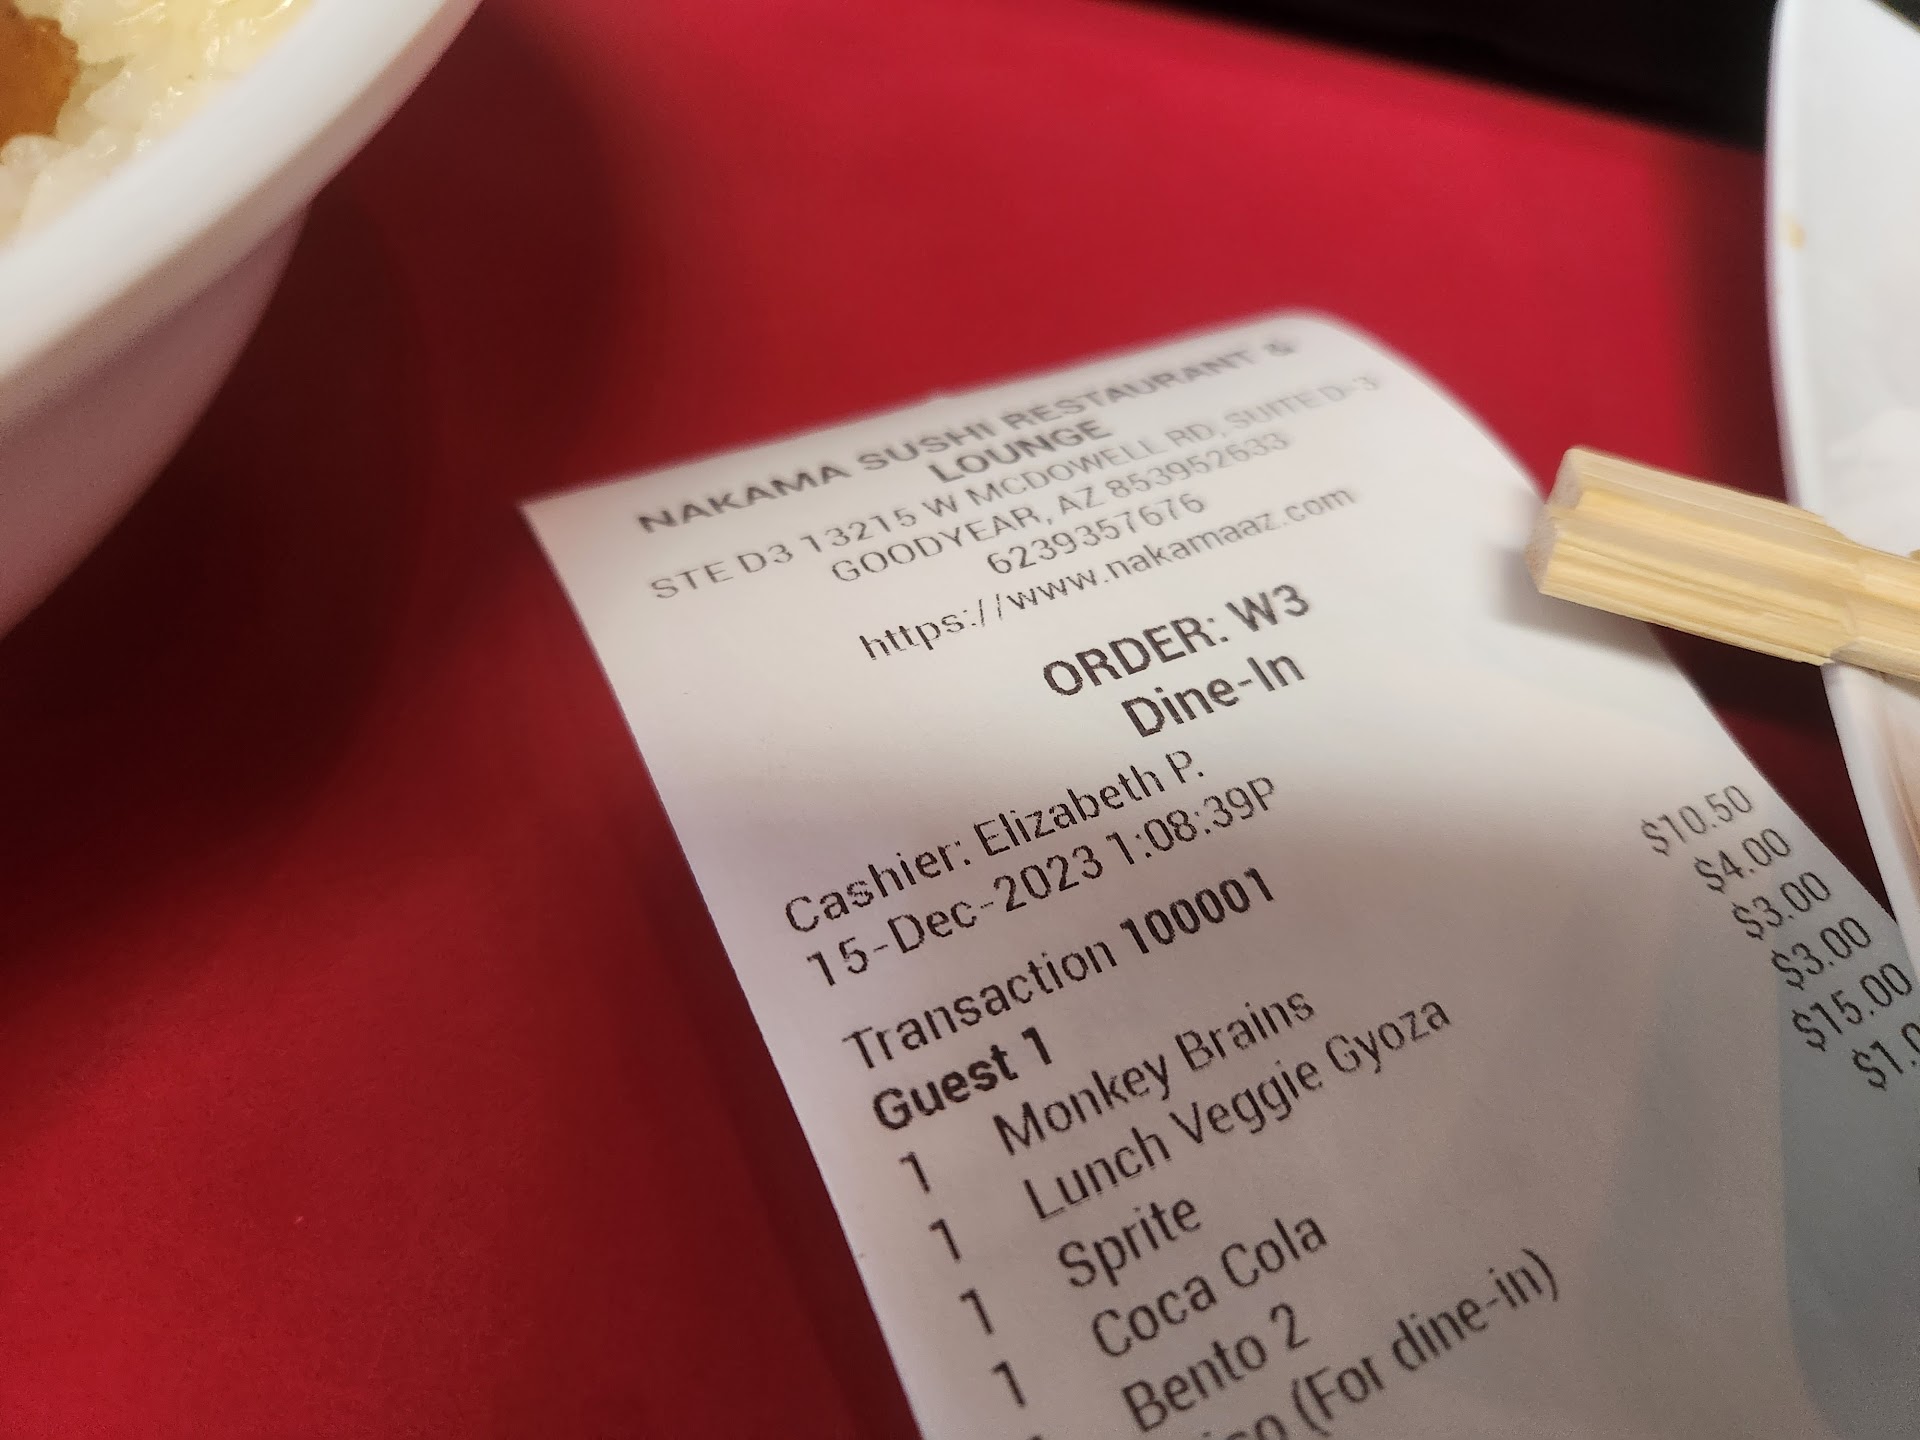 NAKAMA SUSHI RESTAURANT &
LOUNGE
STE D3 13215 W MCDOWELL RD, SUITE D-3
GOODYEAR, AZ 853952633
6239357676
https://www.nakamaaz.com
ORDER: W3
Dine-In
Cashier: Elizabeth P.
15-Dec-2023 1:08:39P
Transaction 100001
Guest 1
1 Monkey Brains $10.50
1 Lunch Veggie Gyoza $4.00
1 Sprite $3.00
1 Coca Cola $3.00
Bento 2 $15.00
(For dine-in) $1.0